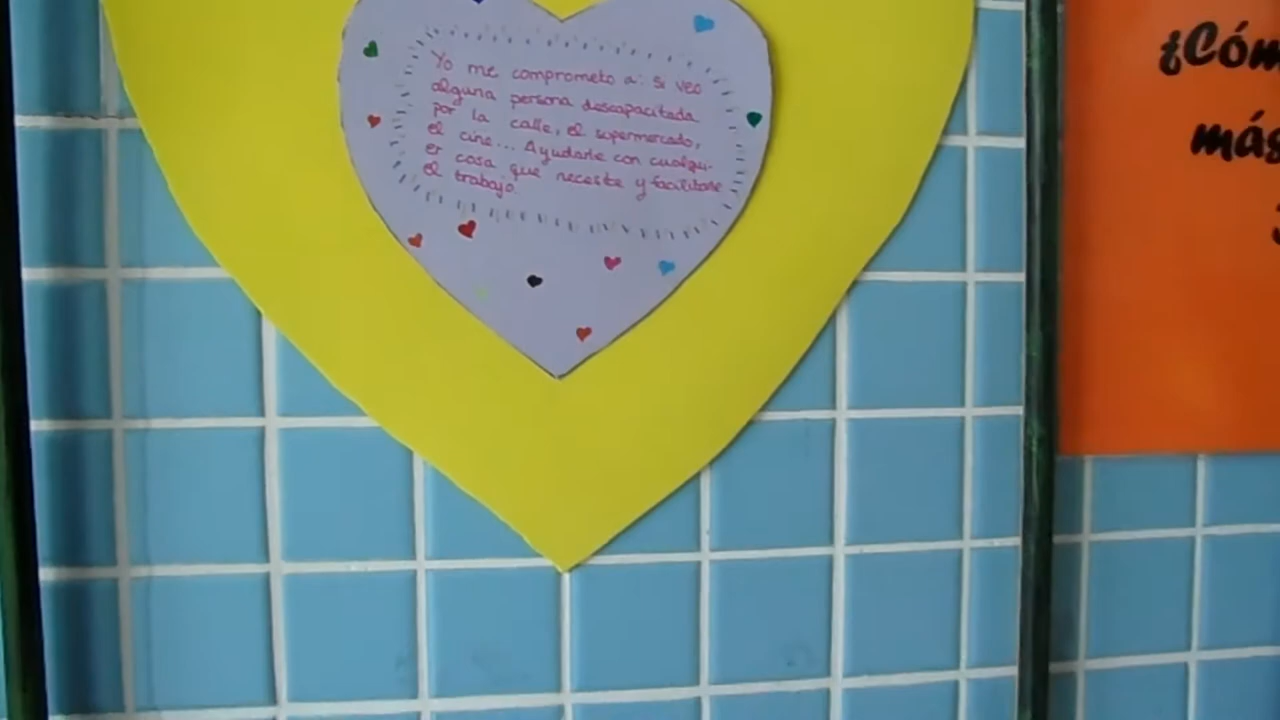 Yo me comprometo a: Si veo
alguna persona descapacitada
por la calle, el supermercado,
el cine... Ayudarle con cualqui-
er cosa que necesite y facilitarle
el trabajo.
¿Cóm
más